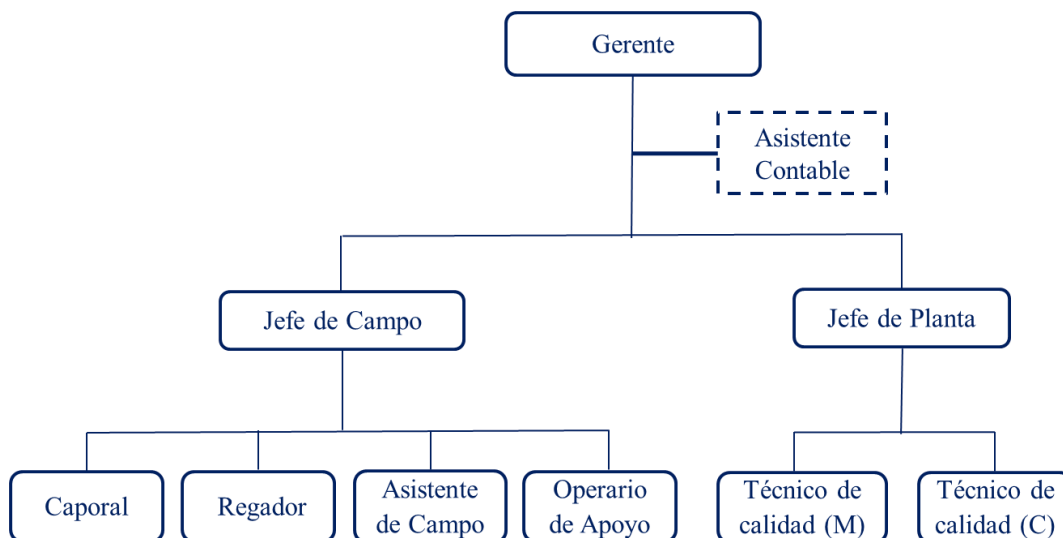 Gerente
Asistente
Contable
Jefe de Campo
Jefe de Planta
Caporal
Regador
Asistente
de Campo
Operario
de Apoyo
Técnico de
calidad (M)
Técnico de
calidad (C)